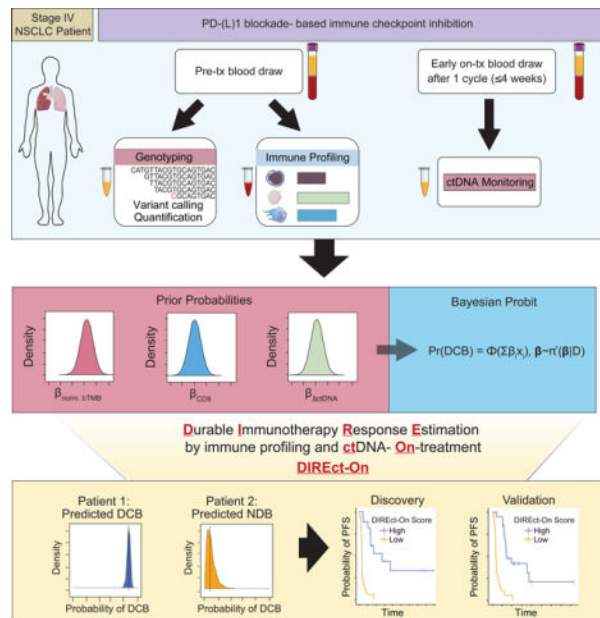 Stage IV
NSCLC Patient
PD-(L)1 blockade- based immune checkpoint inhibition
Pre-tx blood draw
Early on-tx blood draw
after 1 cycle (≤4 weeks)
Genotyping
CATGTTACGTGCAGTGAC
GTTACGTGCAGTGAC
TTACGTGCAGTGAC
TACGTGCAGTGAC
CGCAGTGAC
Variant calling
Quantification
Immune Profiling
ctDNA Monitoring
Prior Probabilities
Bayesian Probit
Density
Density
Density
βnorm. bTMB
βCD8
βΔctDNA
Pr(DCB) = Φ(Σβixi), β~π(β|D)
Durable Immunotherapy Response Estimation
by immune profiling and ctDNA- On-treatment
DIREct-On
Patient 1:
Predicted DCB
Patient 2:
Predicted NDB
Discovery
Validation
Density
Density
Probability of DCB
Probability of DCB
Probability of PFS
DIREct-On Score
High
Low
Time
Probability of PFS
DIREct-On Score
High
Low
Time